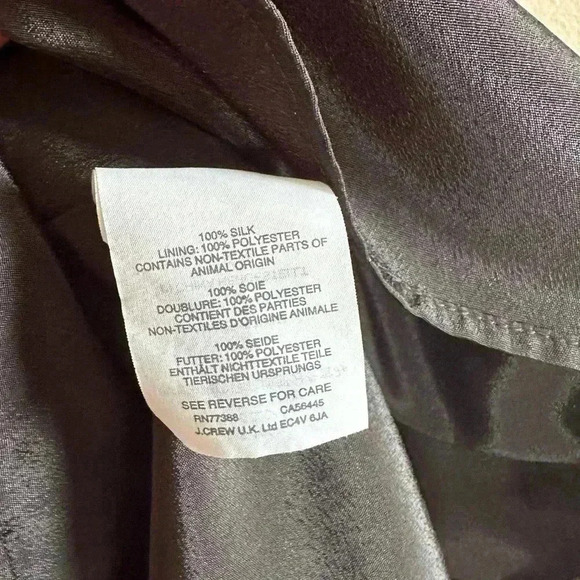 100% SILK
LINING: 100% POLYESTER
CONTAINS NON-TEXTILE PARTS OF
ANIMAL ORIGIN
100% SOIE
DOUBLURE: 100% POLYESTER
CONTIENT DES PARTIES
NON-TEXTILES D'ORIGINE ANIMALE
100% SEIDE
FUTTER: 100% POLYESTER
ENTHÄLT NICHTTEXTILE TEILE
TIERISCHEN URSPRUNGS
SEE REVERSE FOR CARE
RN77388 CA56445
J.CREW U.K. Ltd EC4V 6JA